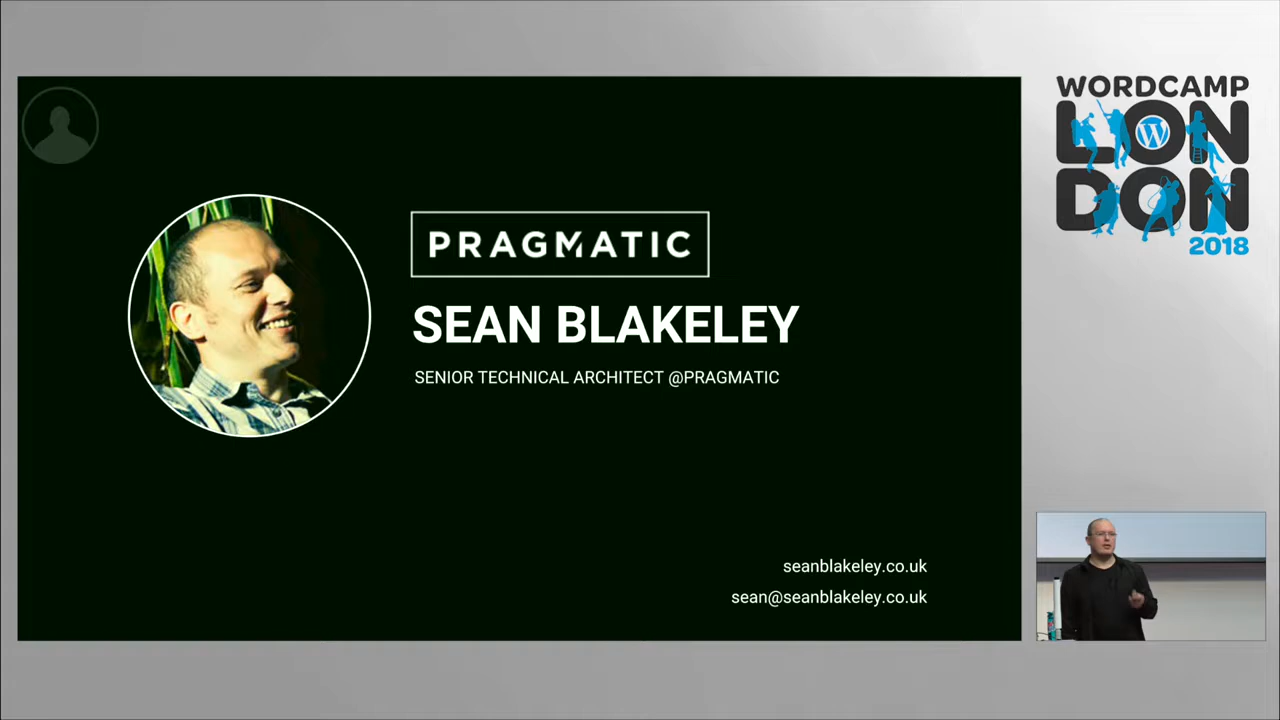 PRAGMATIC
SEAN BLAKELEY
SENIOR TECHNICAL ARCHITECT @PRAGMATIC
seanblakeley.co.uk
sean@seanblakeley.co.uk
WORDCAMP
LON
DON
2018